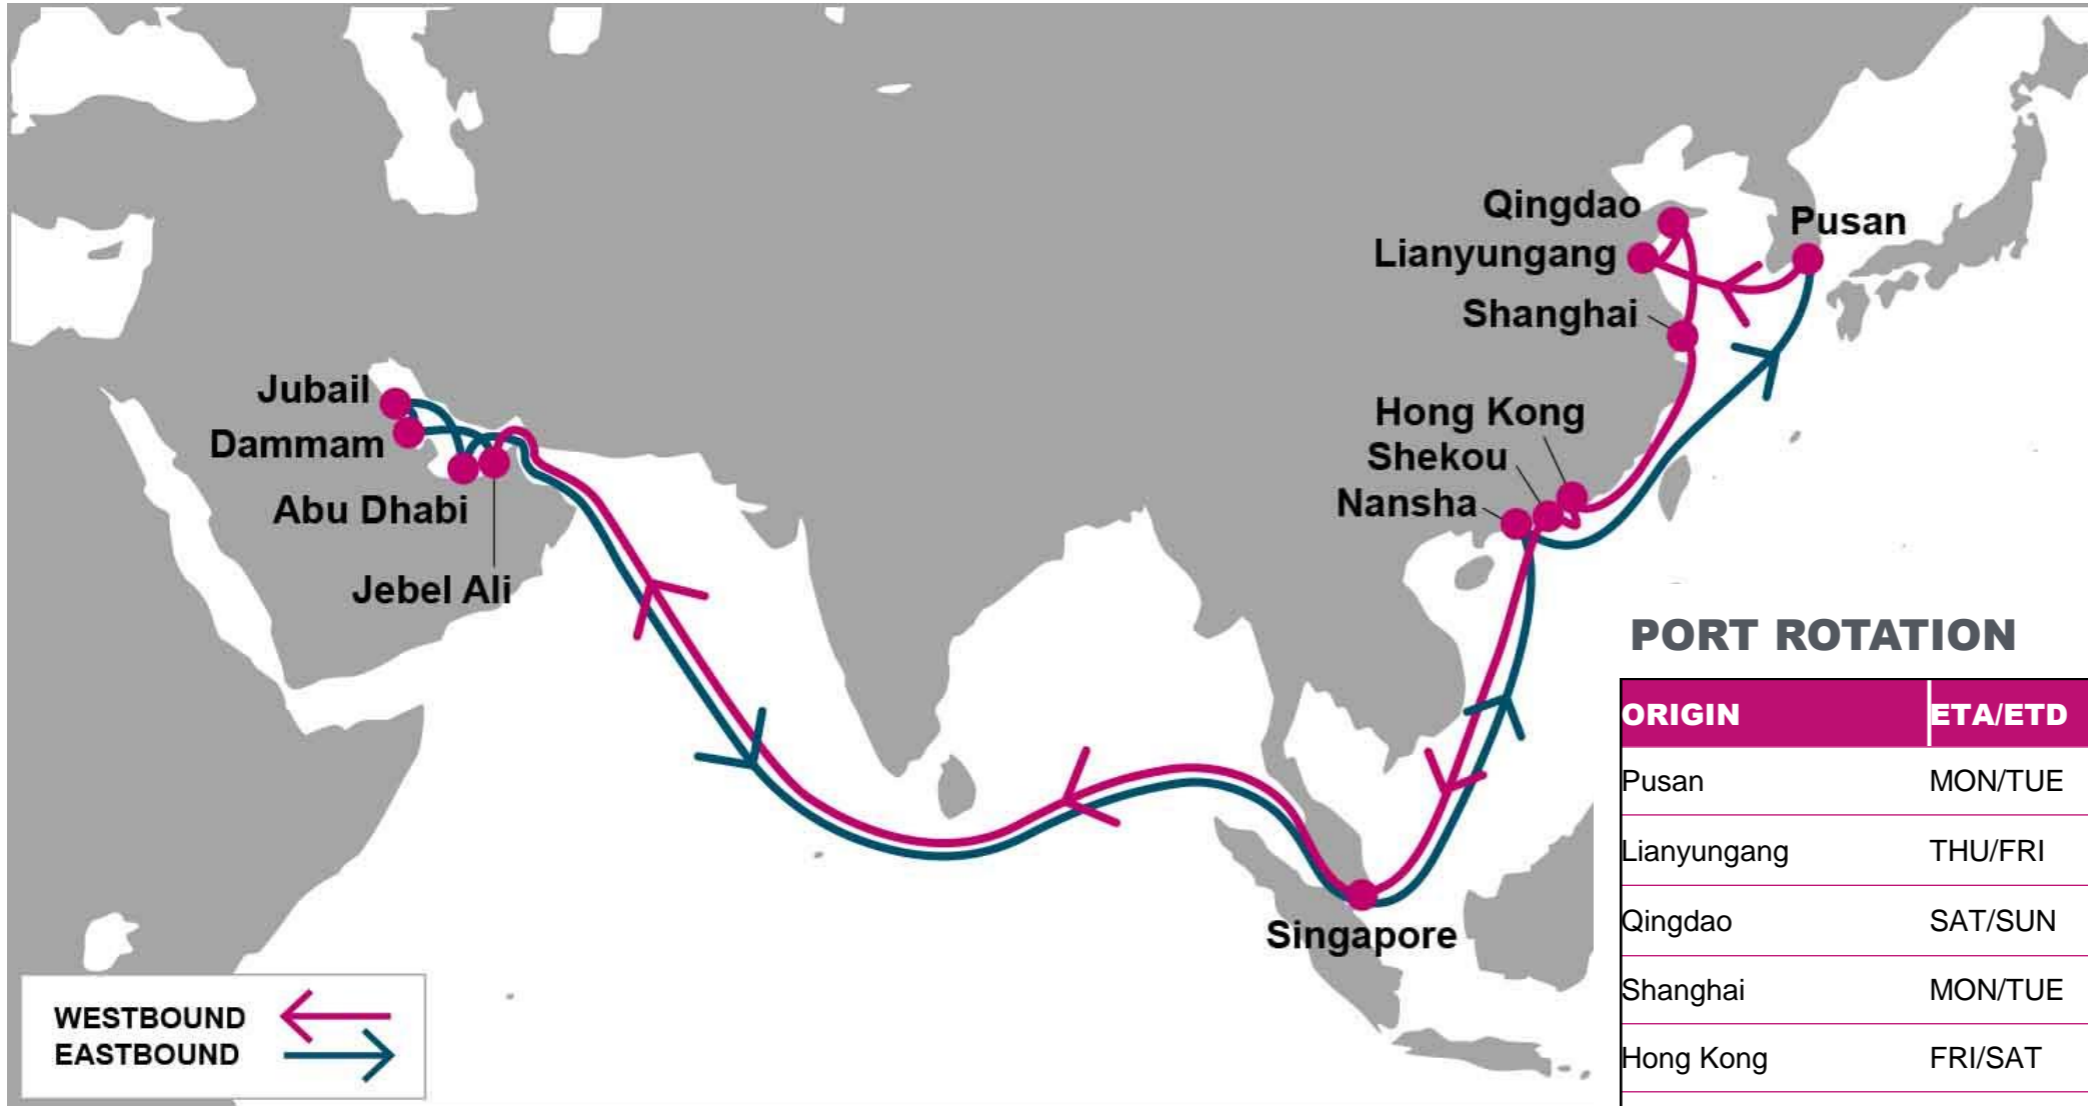 Qingdao
Pusan
Lianyungang
Shanghai
Jubail
Hong Kong
Dammam
Shekou
Nansha
Abu Dhabi
Jebel Ali
Singapore
WESTBOUND
EASTBOUND
PORT ROTATION
ORIGIN ETA/ETD
Pusan MON/TUE
Lianyungang THU/FRI
Qingdao SAT/SUN
Shanghai MON/TUE
Hong Kong FRI/SAT